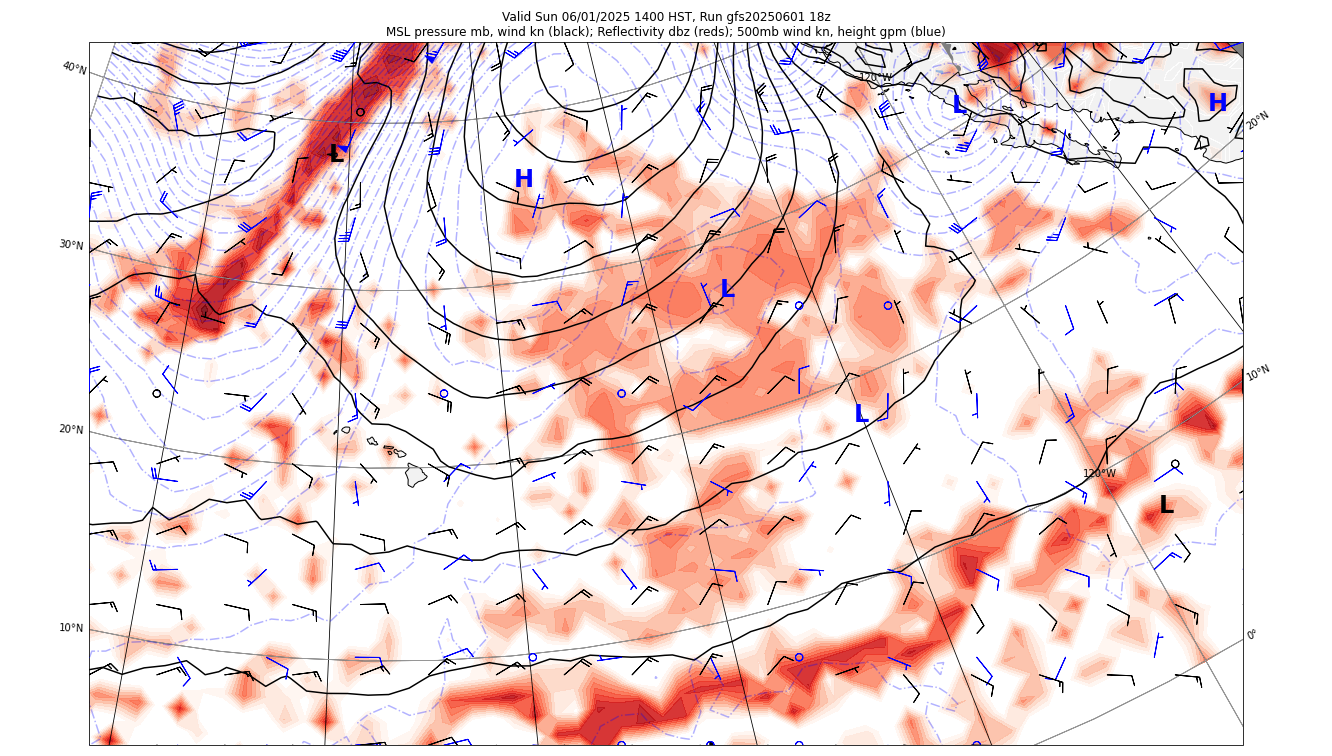 Valid Sun 06/01/2025 1400 HST, Run gfs20250601 18z
MSL pressure mb, wind kn (black); Reflectivity dbz (reds); 500mb wind kn, height gpm (blue)
40°N
120°W
L
H
20°N
L
H
30°N
L
10°N
20°N
L
120°W
L
10°N
0°